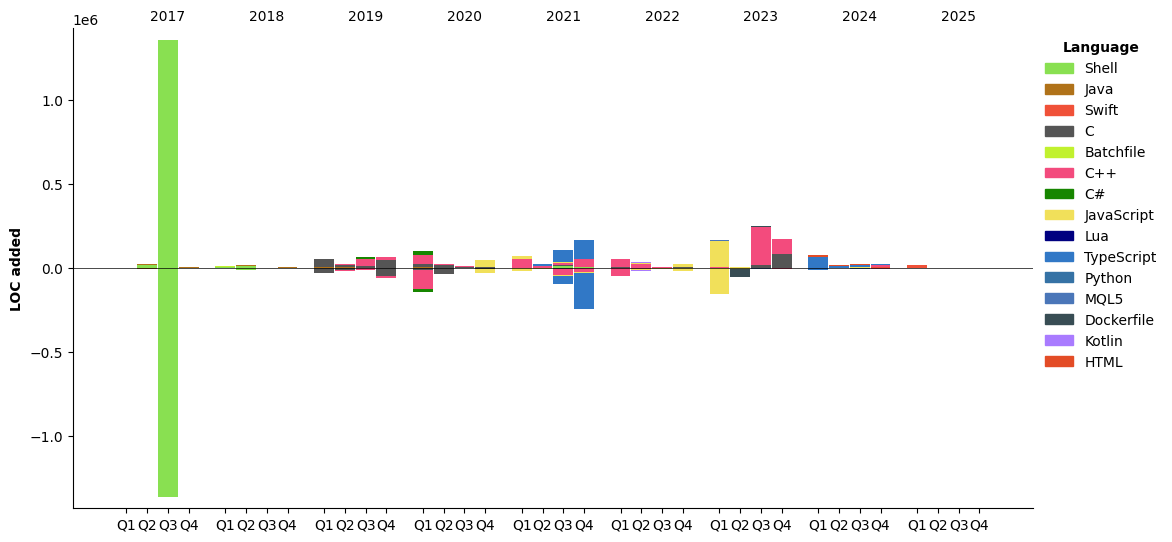 2017 2018 2019 2020 2021 2022 2023 2024 2025
1e6
Language
Shell
Java
Swift
C
Batchfile
C++
C#
JavaScript
Lua
TypeScript
Python
MQL5
Dockerfile
Kotlin
HTML
LOC added
1.0
0.5
0.0
−0.5
−1.0
Q1 Q2 Q3 Q4 Q1 Q2 Q3 Q4 Q1 Q2 Q3 Q4 Q1 Q2 Q3 Q4 Q1 Q2 Q3 Q4 Q1 Q2 Q3 Q4 Q1 Q2 Q3 Q4 Q1 Q2 Q3 Q4 Q1 Q2 Q3 Q4